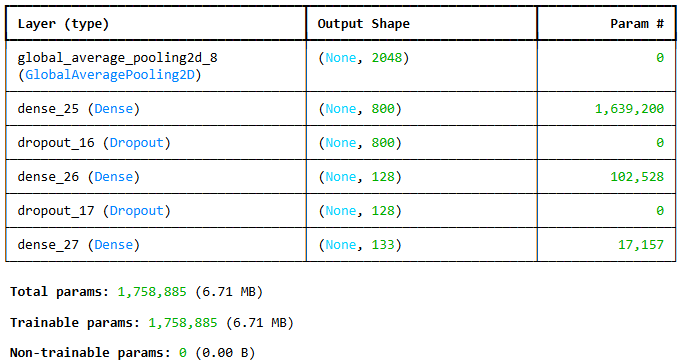 Layer (type) Output Shape Param #
global_average_pooling2d_8 (None, 2048) 0
(GlobalAveragePooling2D)
dense_25 (Dense) (None, 800) 1,639,200
dropout_16 (Dropout) (None, 800) 0
dense_26 (Dense) (None, 128) 102,528
dropout_17 (Dropout) (None, 128) 0
dense_27 (Dense) (None, 133) 17,157
Total params: 1,758,885 (6.71 MB)
Trainable params: 1,758,885 (6.71 MB)
Non-trainable params: 0 (0.00 B)